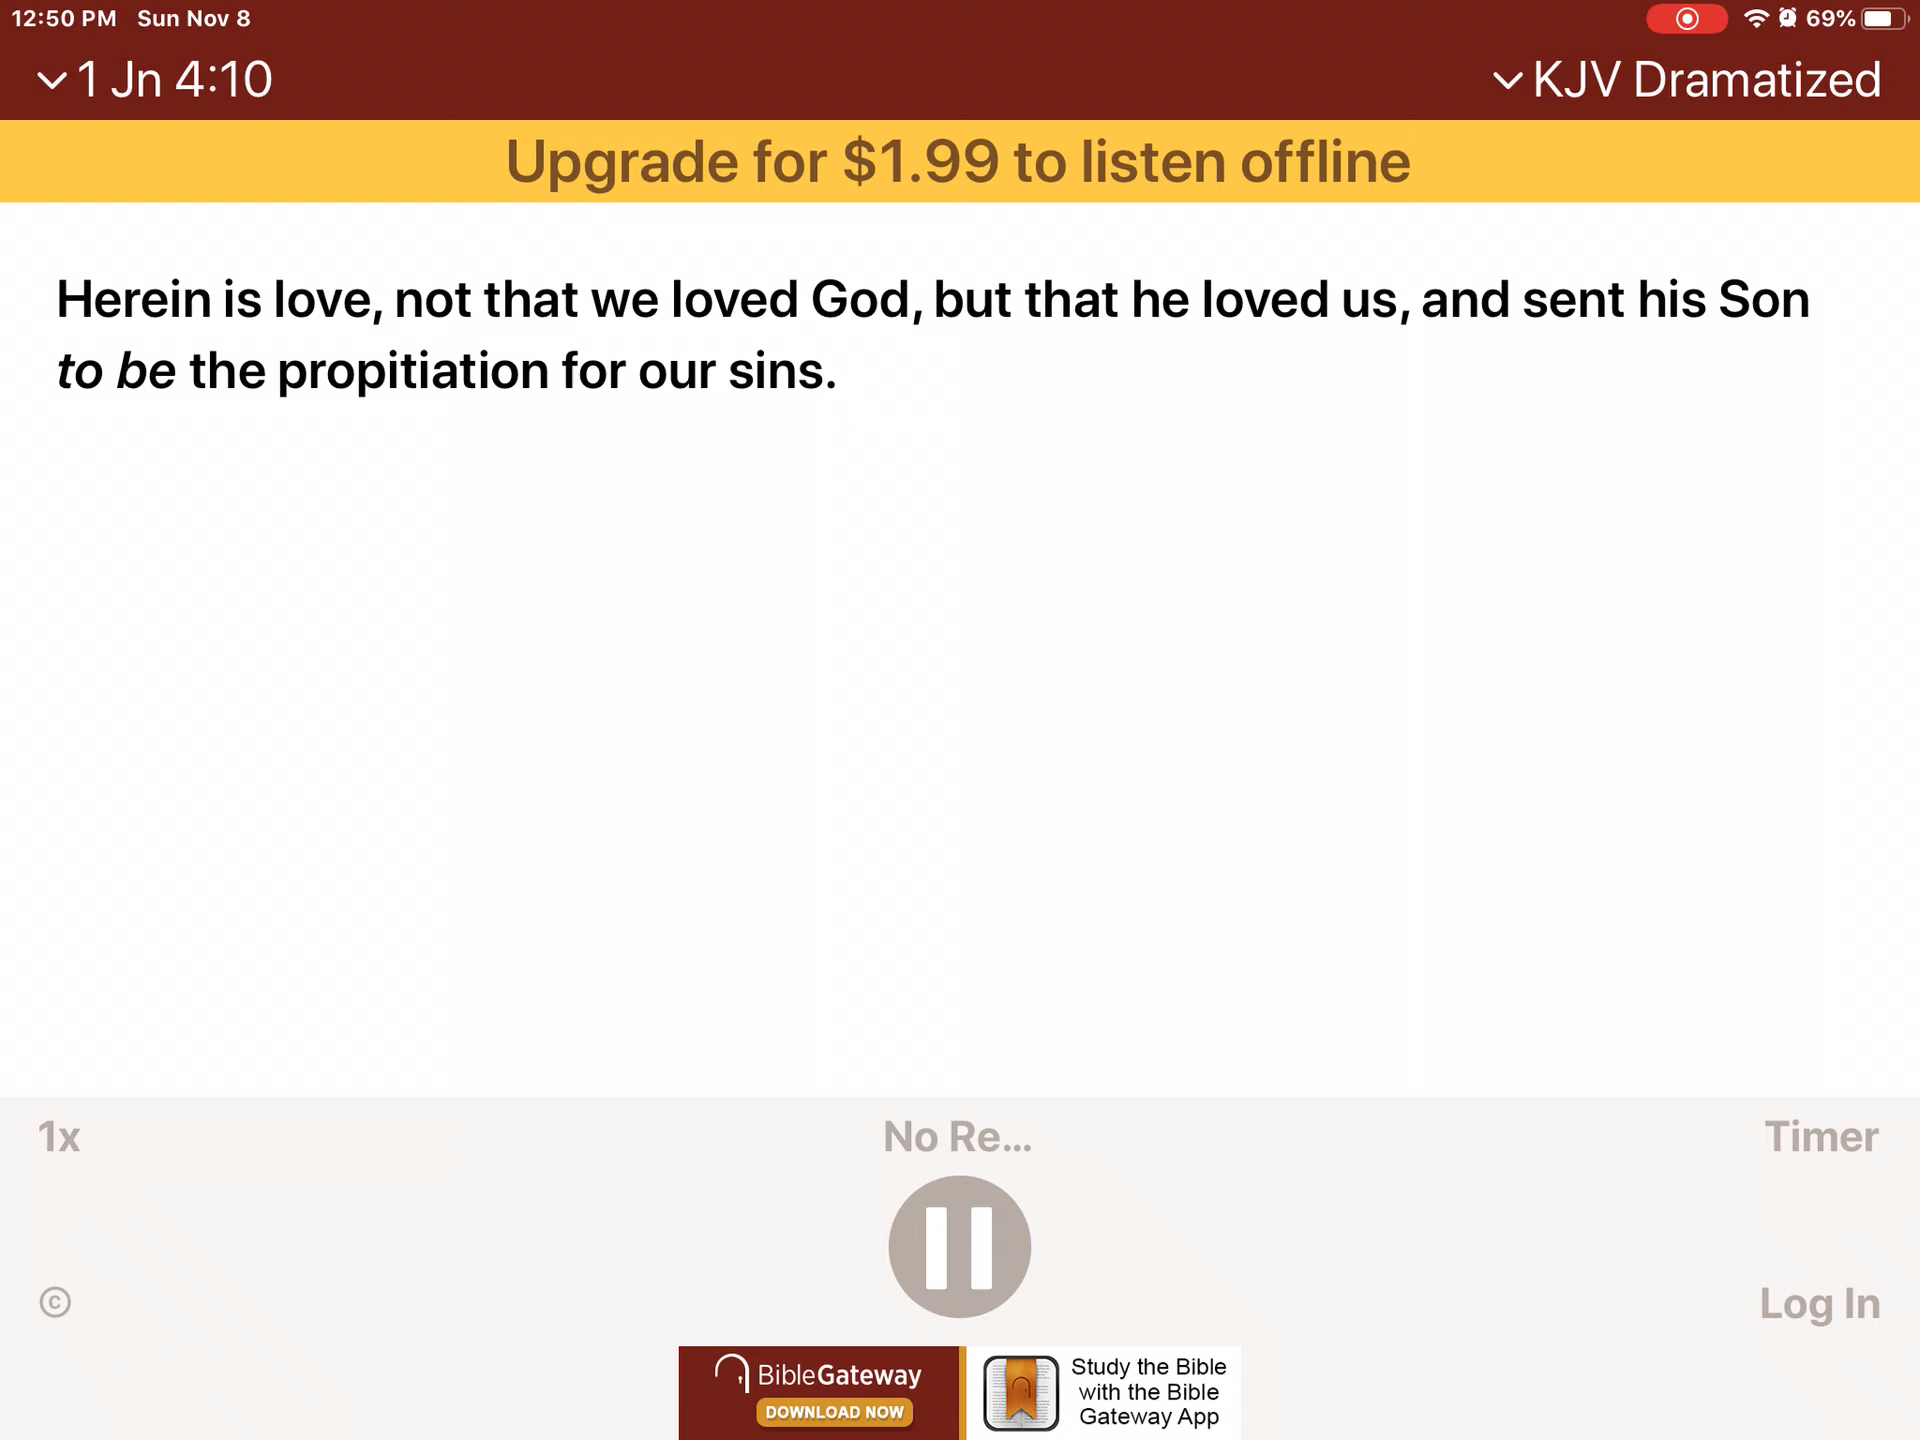 12:50 PM Sun Nov 8 69%
1 Jn 4:10 KJV Dramatized
Upgrade for $1.99 to listen offline
Herein is love, not that we loved God, but that he loved us, and sent his Son
to be the propitiation for our sins.
1x No Re... Timer
© Log In
BibleGateway
DOWNLOAD NOW
Study the Bible
with the Bible
Gateway App